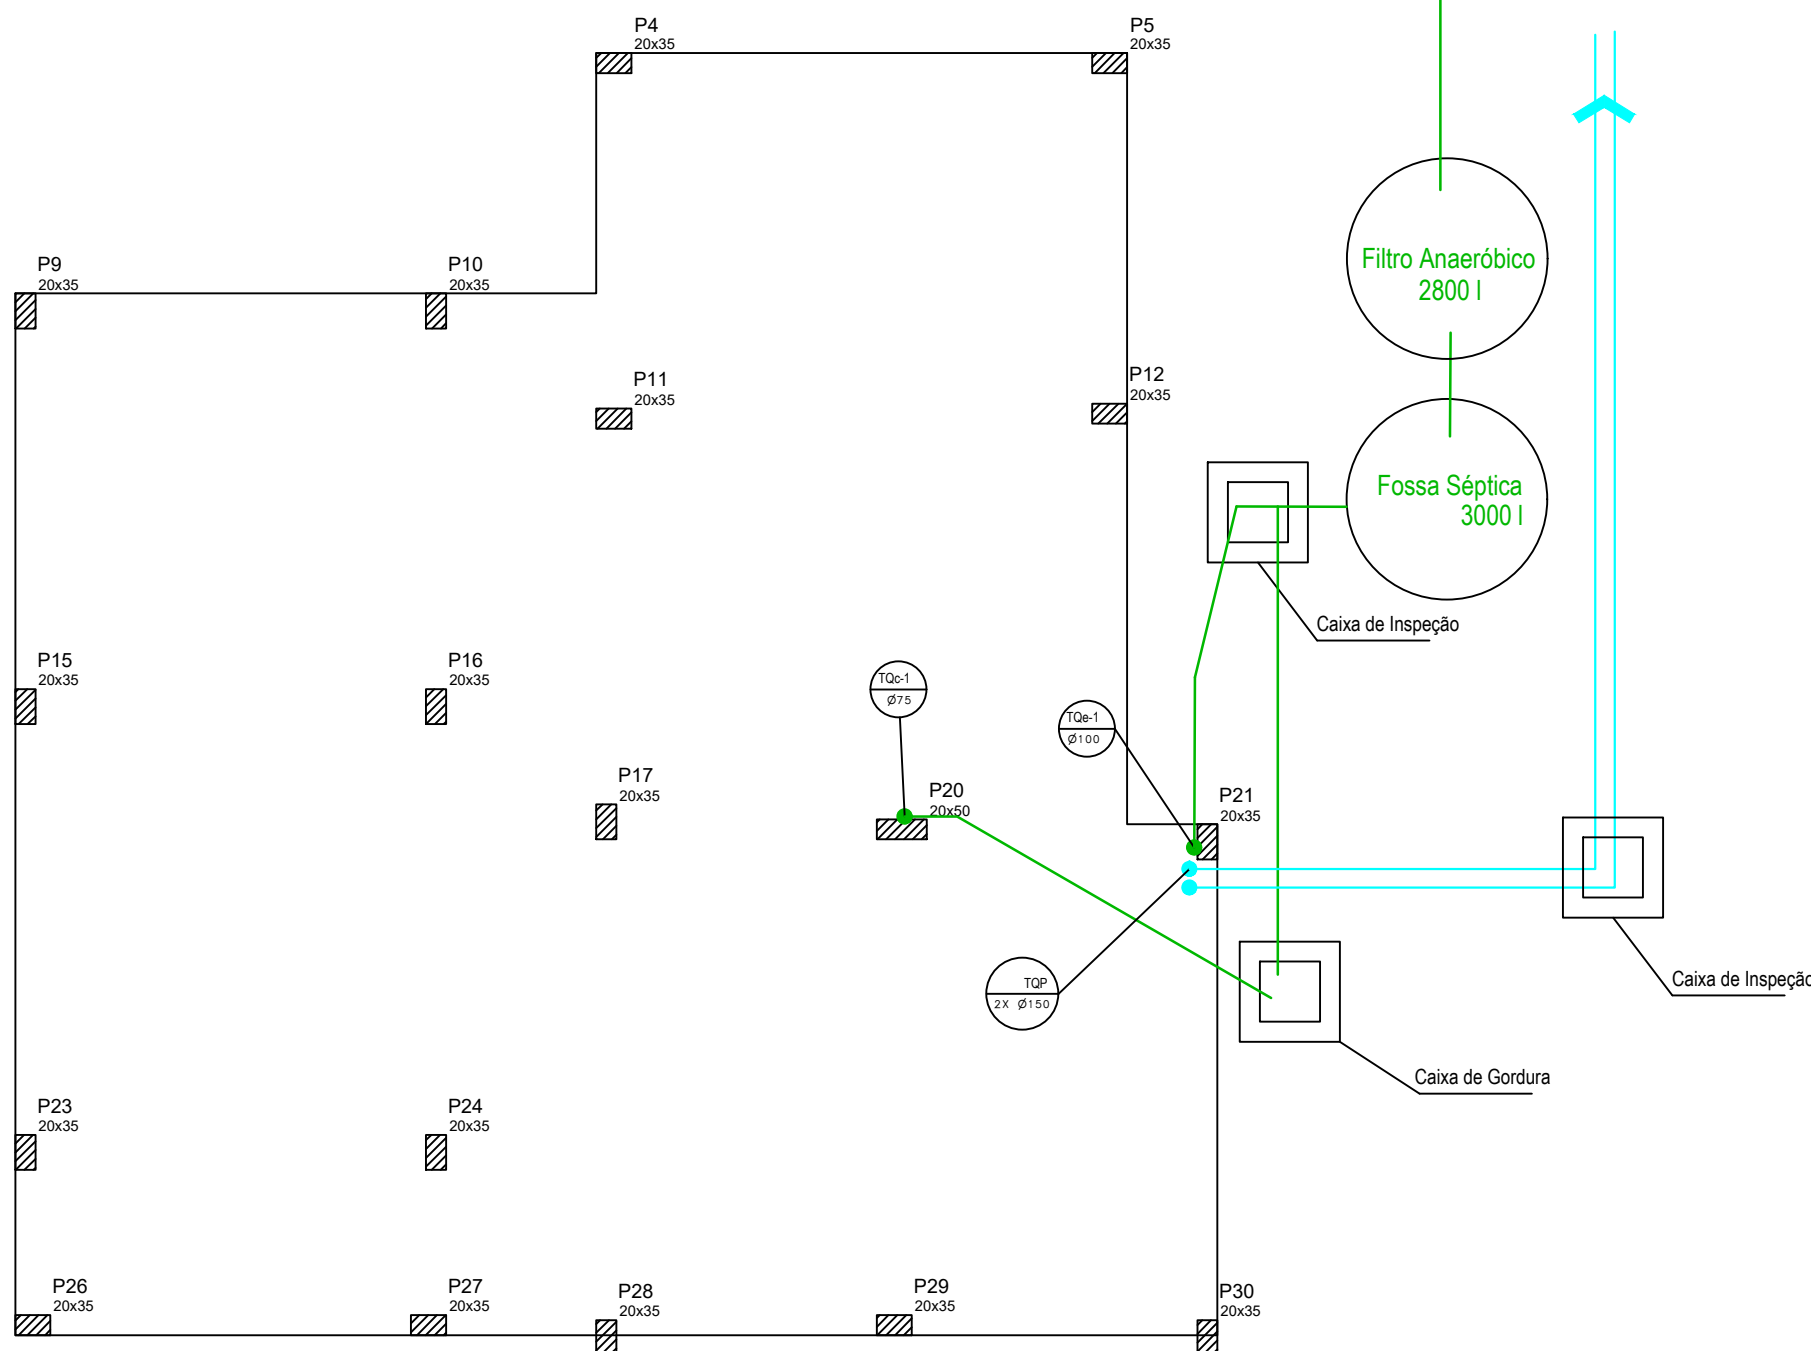 P4
20x35
P5
20x35
Filtro Anaeróbico
2800 l
P9
20x35
P10
20x35
P11
20x35
P12
20x35
Fossa Séptica
3000 l
Caixa de Inspeção
P15
20x35
P16
20x35
TQc-1
Ø75
TQe-1
Ø100
P17
20x35
P20
20x50
P21
20x35
TQP
2X Ø150
Caixa de Inspeção
Caixa de Gordura
P23
20x35
P24
20x35
P26
20x35
P27
20x35
P28
20x35
P29
20x35
P30
20x35